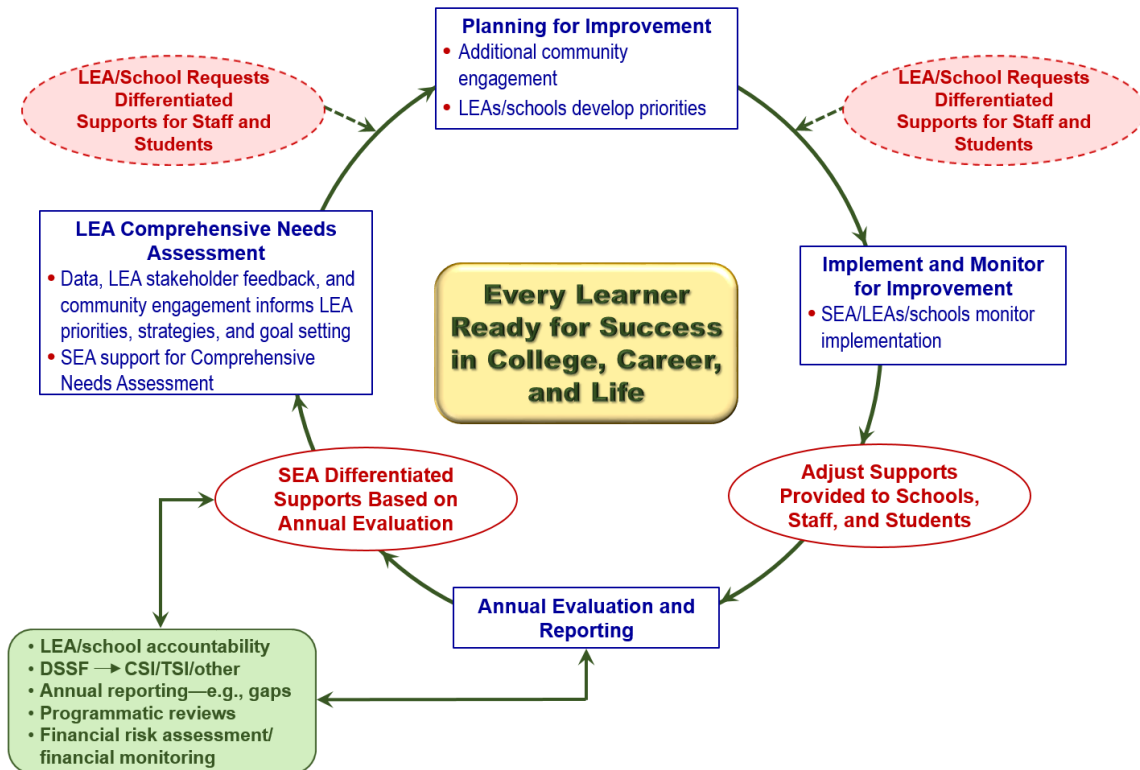 Planning for Improvement
• Additional community
engagement
• LEAs/schools develop priorities
LEA/School Requests
Differentiated
Supports for Staff and
Students
LEA/School Requests
Differentiated
Supports for Staff and
Students
LEA Comprehensive Needs
Assessment
• Data, LEA stakeholder feedback, and
community engagement informs LEA
priorities, strategies, and goal setting
• SEA support for Comprehensive
Needs Assessment
Every Learner
Ready for Success
in College, Career,
and Life
Implement and Monitor
for Improvement
• SEA/LEAs/schools monitor
implementation
SEA Differentiated
Supports Based on
Annual Evaluation
Adjust Supports
Provided to Schools,
Staff, and Students
Annual Evaluation and
Reporting
• LEA/school accountability
• DSSF → CSI/TSI/other
• Annual reporting—e.g., gaps
• Programmatic reviews
• Financial risk assessment/
financial monitoring